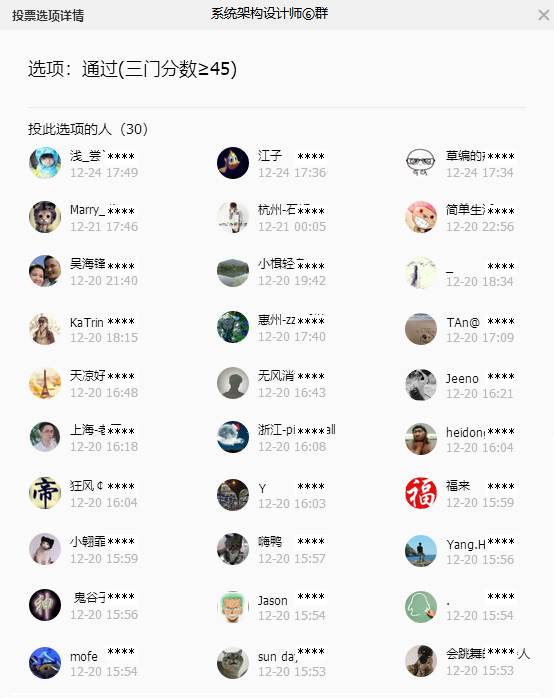 投票选项详情
系统架构设计师⑥群
选项：通过(三门分数≥45)
投此选项的人（30）
浅_尝`**** 江子 **** 草编的****
12-24 17:49 12-24 17:36 12-24 17:34
Marry_**** 杭州-石**** 简单生活****
12-21 17:46 12-21 00:05 12-20 22:56
吴海锋**** 小惧轻**** _ ****
12-20 21:40 12-20 19:42 12-20 18:34
KaTrin**** 惠州-zz**** TAn@ ****
12-20 18:15 12-20 17:40 12-20 17:09
天凉好**** 无风消**** Jeeno ****
12-20 16:48 12-20 16:43 12-20 16:21
上海-**** 浙江-p****all heidong****
12-20 16:18 12-20 16:08 12-20 16:04
狂风¢**** Y **** 福来 ****
12-20 16:04 12-20 16:03 12-20 15:59
小翱霏**** 嗨鸭 **** Yang.H****
12-20 15:59 12-20 15:57 12-20 15:56
鬼谷子**** Jason **** . ****
12-20 15:56 12-20 15:54 12-20 15:54
mofe **** sun day**** 会跳舞的****人
12-20 15:54 12-20 15:53 12-20 15:53